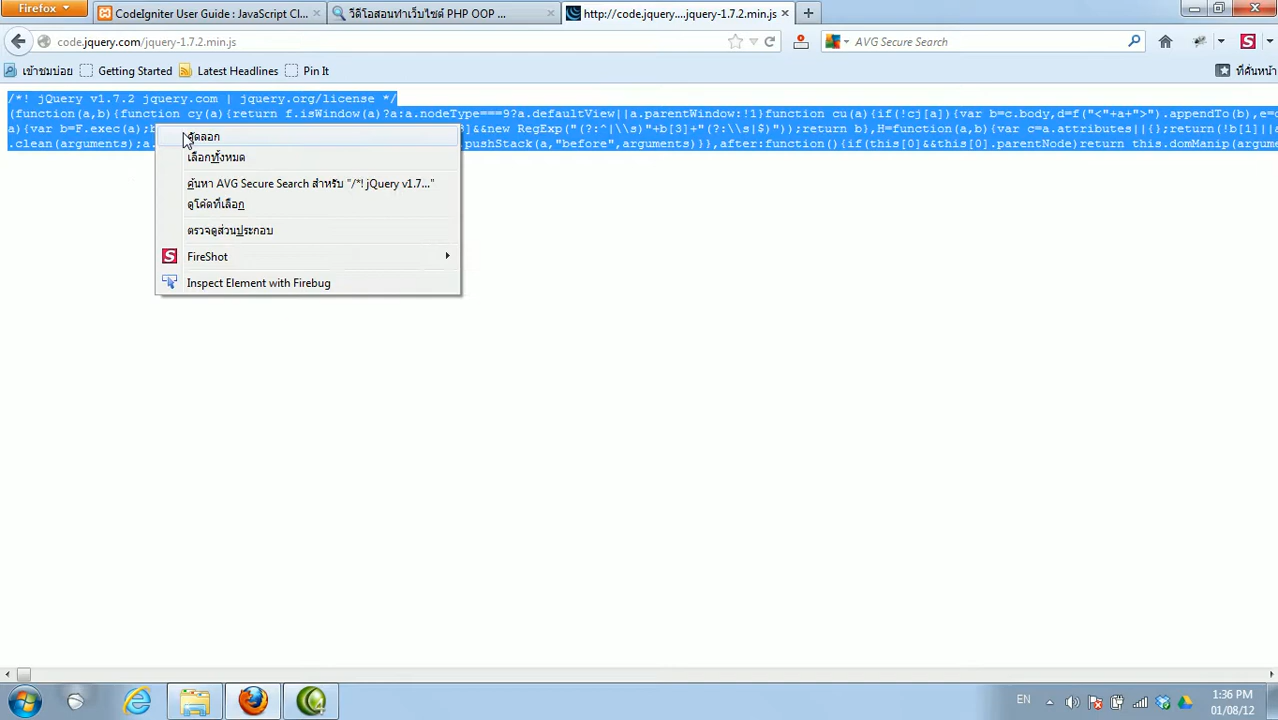 Firefox
CodeIgniter User Guide : JavaScript Cl...
วีดีโอสอนทำเว็บไซต์ PHP OOP ...
http://code.jquery....jquery-1.7.2.min.js
code.jquery.com/jquery-1.7.2.min.js
AVG Secure Search
เข้าชมบ่อย
Getting Started
Latest Headlines
Pin It
ที่คั่นหน้า
/*! jQuery v1.7.2 jquery.com | jquery.org/license */
(function(a,b){function cy(a){return f.isWindow(a)?a:a.nodeType===9?a.defaultView||a.parentWindow:!1}function cu(a){if(!cj[a]){var b=c.body,d=f("<"+a+">").appendTo(b),e=d
a){var b=F.exec(a);b 3]&&new RegExp("(?:^|\\s)"+b[3]+"(?:\\s|$)"));return b},H=function(a,b){var c=a.attributes||{};return(!b[1]||a
.clean(arguments);a. pushStack(a,"before",arguments)}},after:function(){if(this[0]&&this[0].parentNode)return this.domManip(argume
คัดลอก
เลือกทั้งหมด
ค้นหา AVG Secure Search สำหรับ "/*! jQuery v1.7..."
ดูโค้ดที่เลือก
ตรวจดูส่วนประกอบ
FireShot
Inspect Element with Firebug
EN
1:36 PM
01/08/12